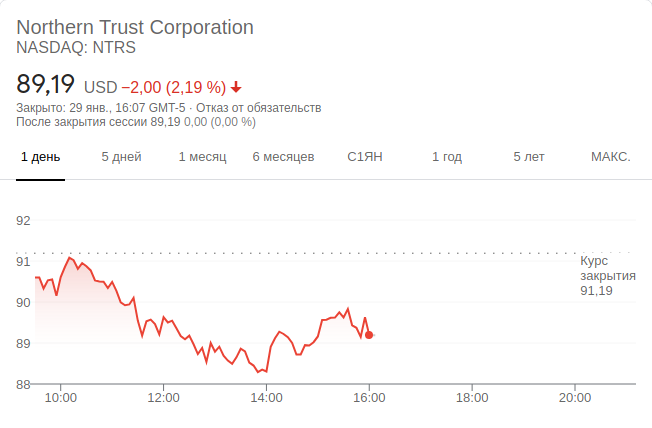 Northern Trust Corporation
NASDAQ: NTRS
89,19 USD −2,00 (2,19 %)
Закрыто: 29 янв., 16:07 GMT-5 · Отказ от обязательств
После закрытия сессии 89,19 0,00 (0,00 %)
1 день 5 дней 1 месяц 6 месяцев С1ЯН 1 год 5 лет МАКС.
92
91
Курс
закрытия
91,19
90
89
88
10:00 12:00 14:00 16:00 18:00 20:00